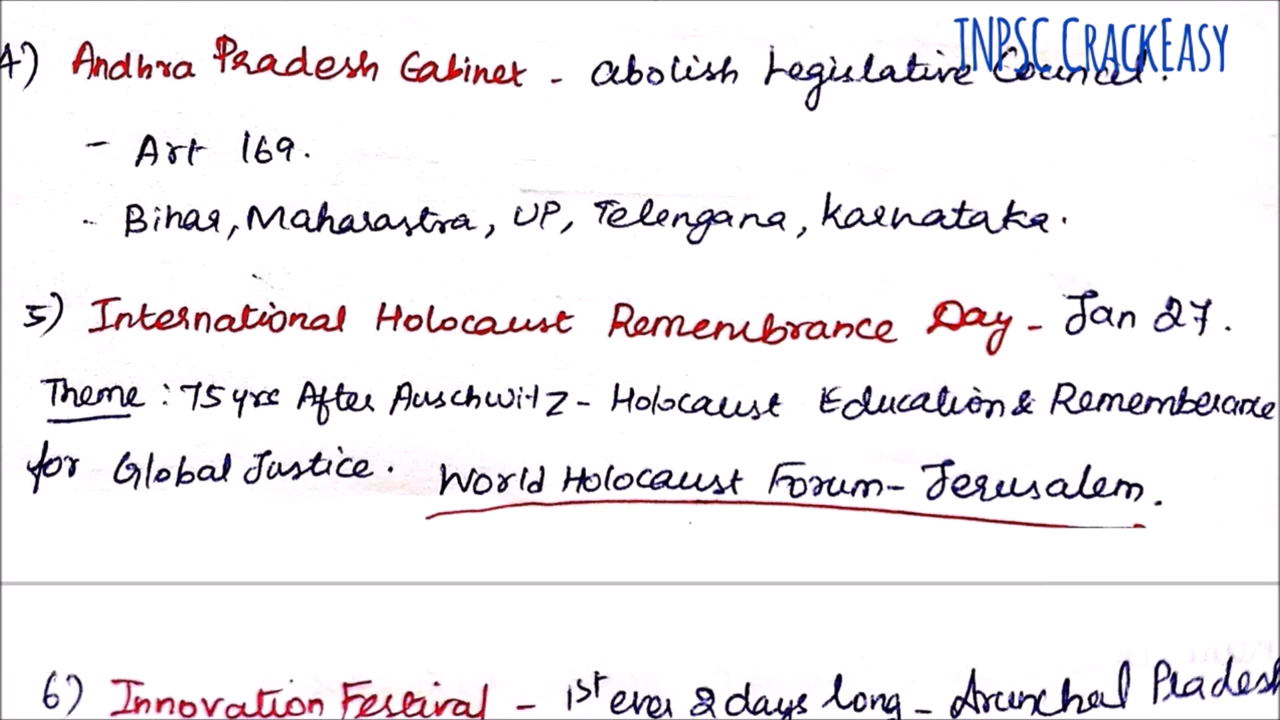 TNPSC CRACKEASY
4) Andhra Pradesh Cabinet - abolish Legislative Council.
- Art 169.
- Bihar, Maharastra, UP, Telengana, Karnataka.
5) International Holocaust Remembrance Day - Jan 27.
Theme : 75 yrs After Auschwitz - Holocaust Education & Rememberance
for Global Justice. World Holocaust Forum - Jerusalem.
6) Innovation Festival - 1st ever 2 days long - Arunchal Pradesh